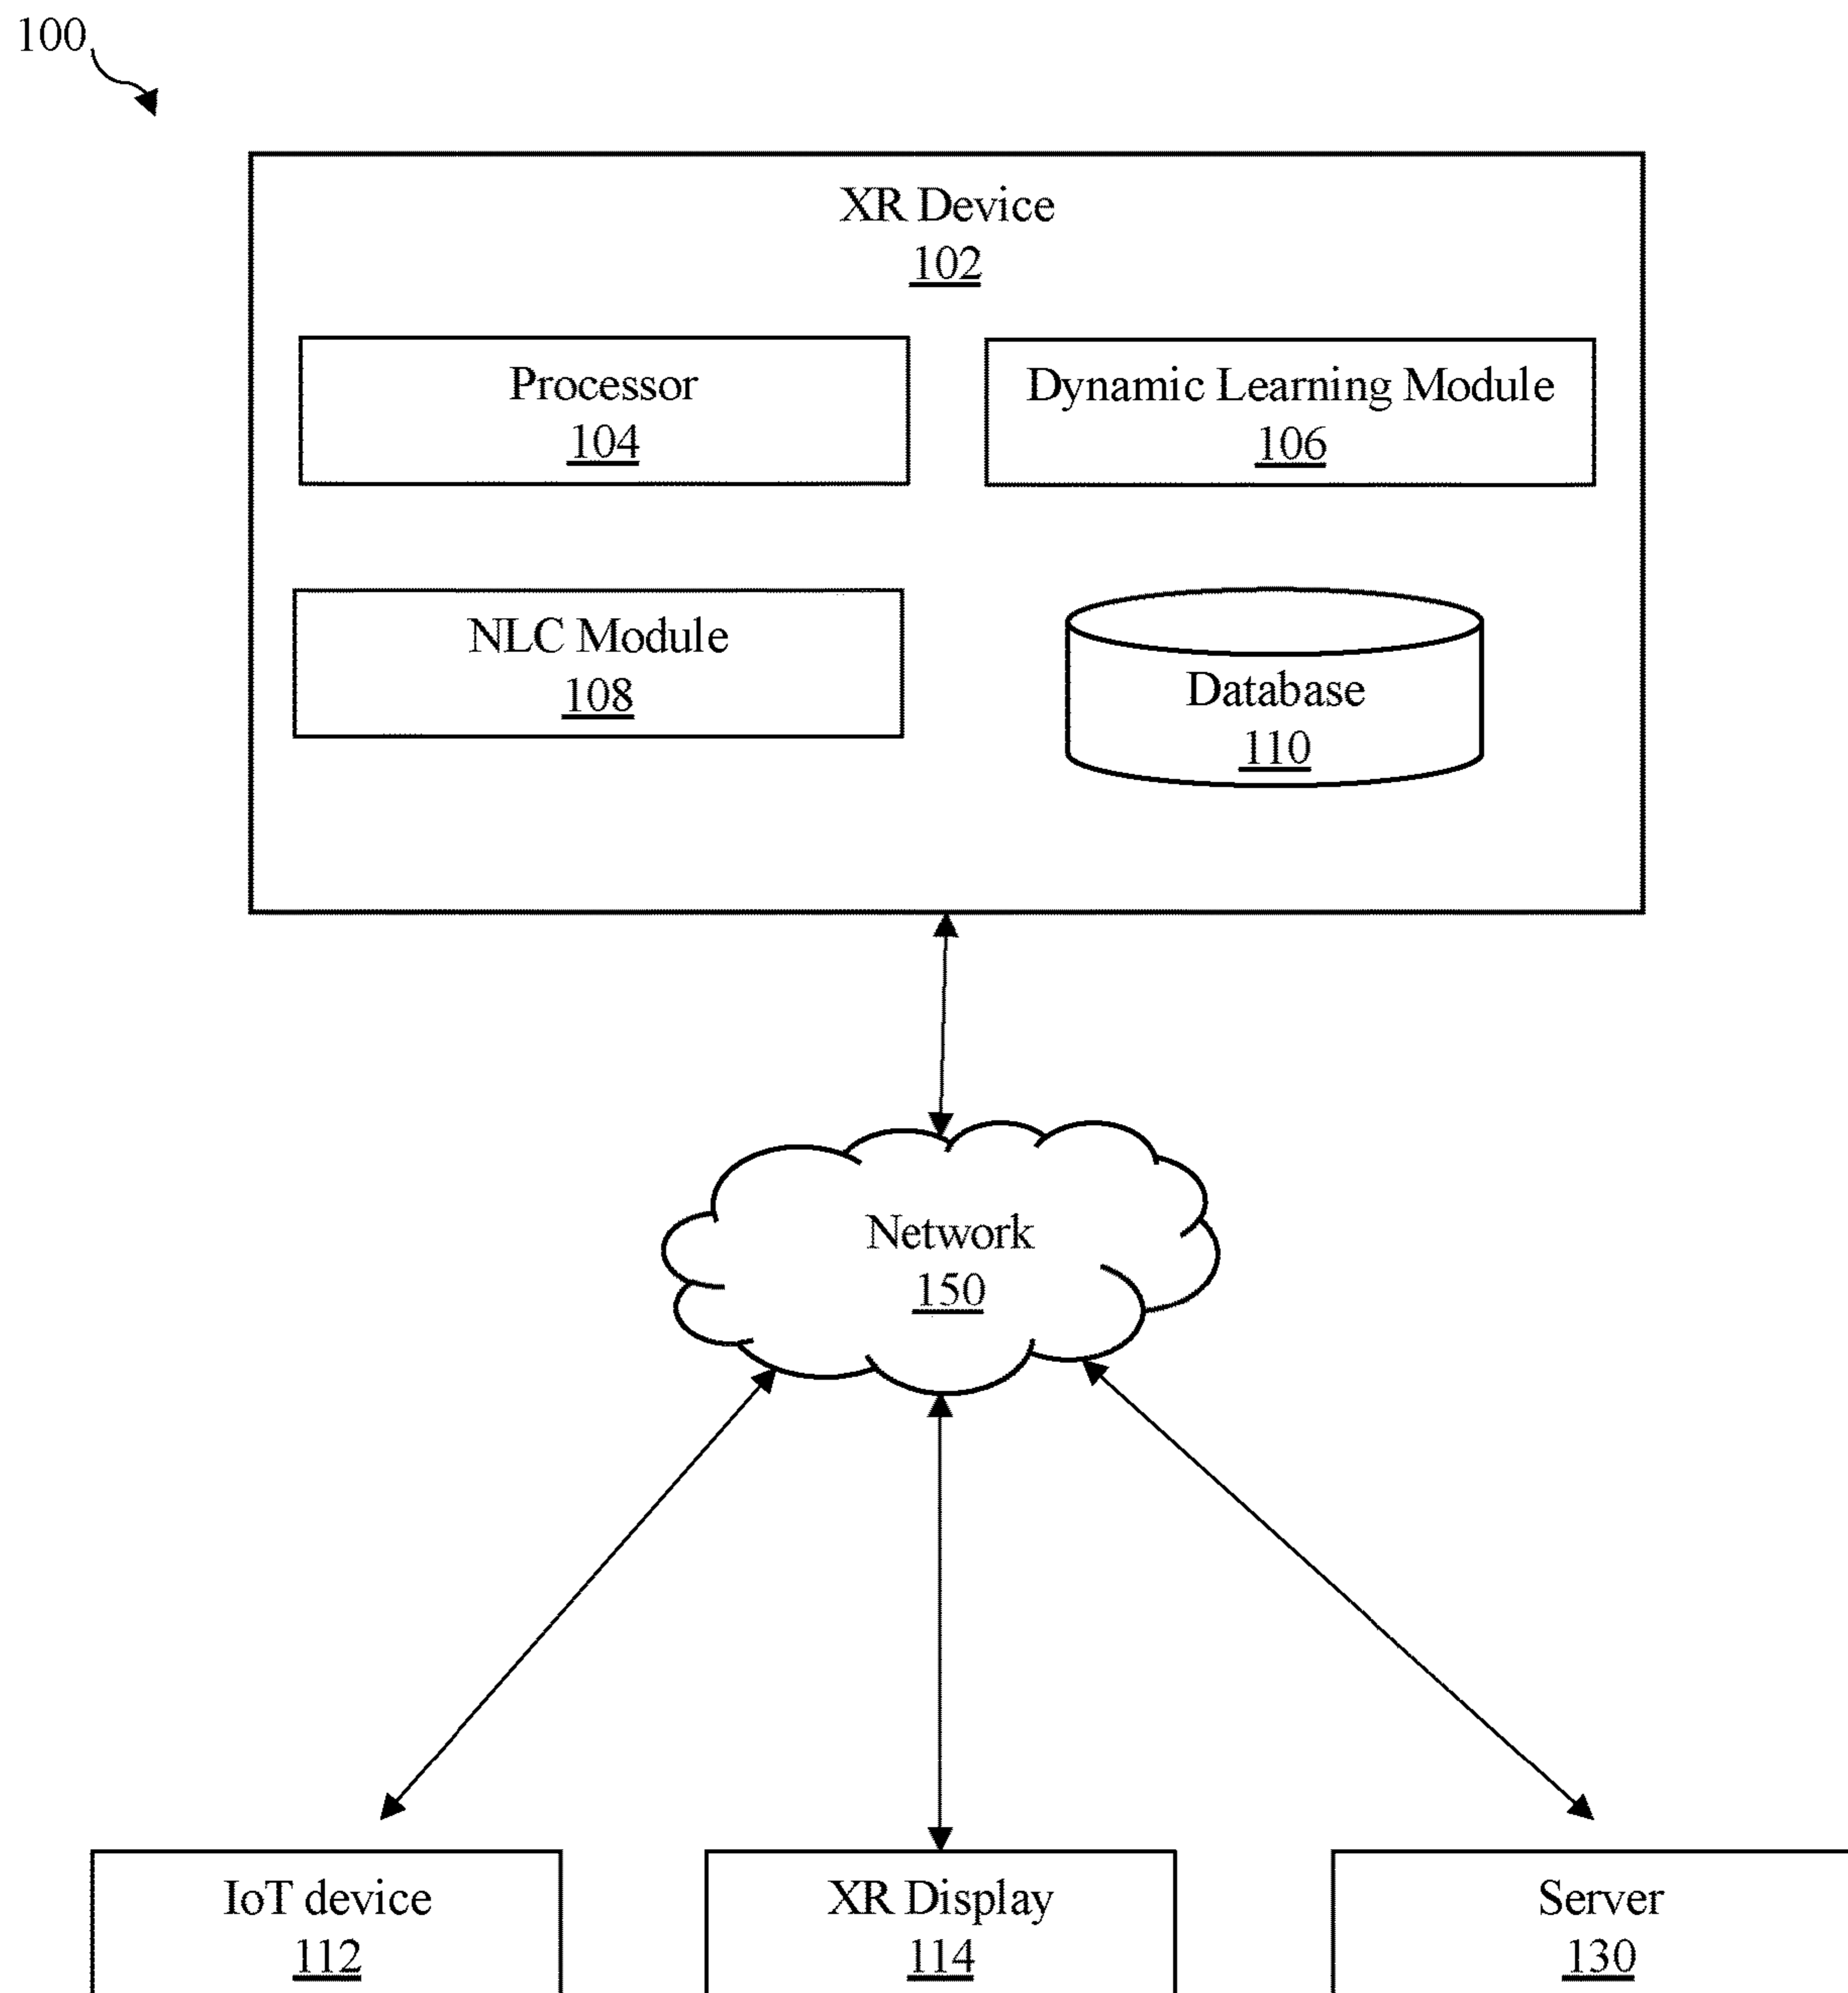 100
XR Device
102
Processor
104
Dynamic Learning Module
106
NLC Module
108
Database
110
Network
150
IoT device
112
XR Display
114
Server
130